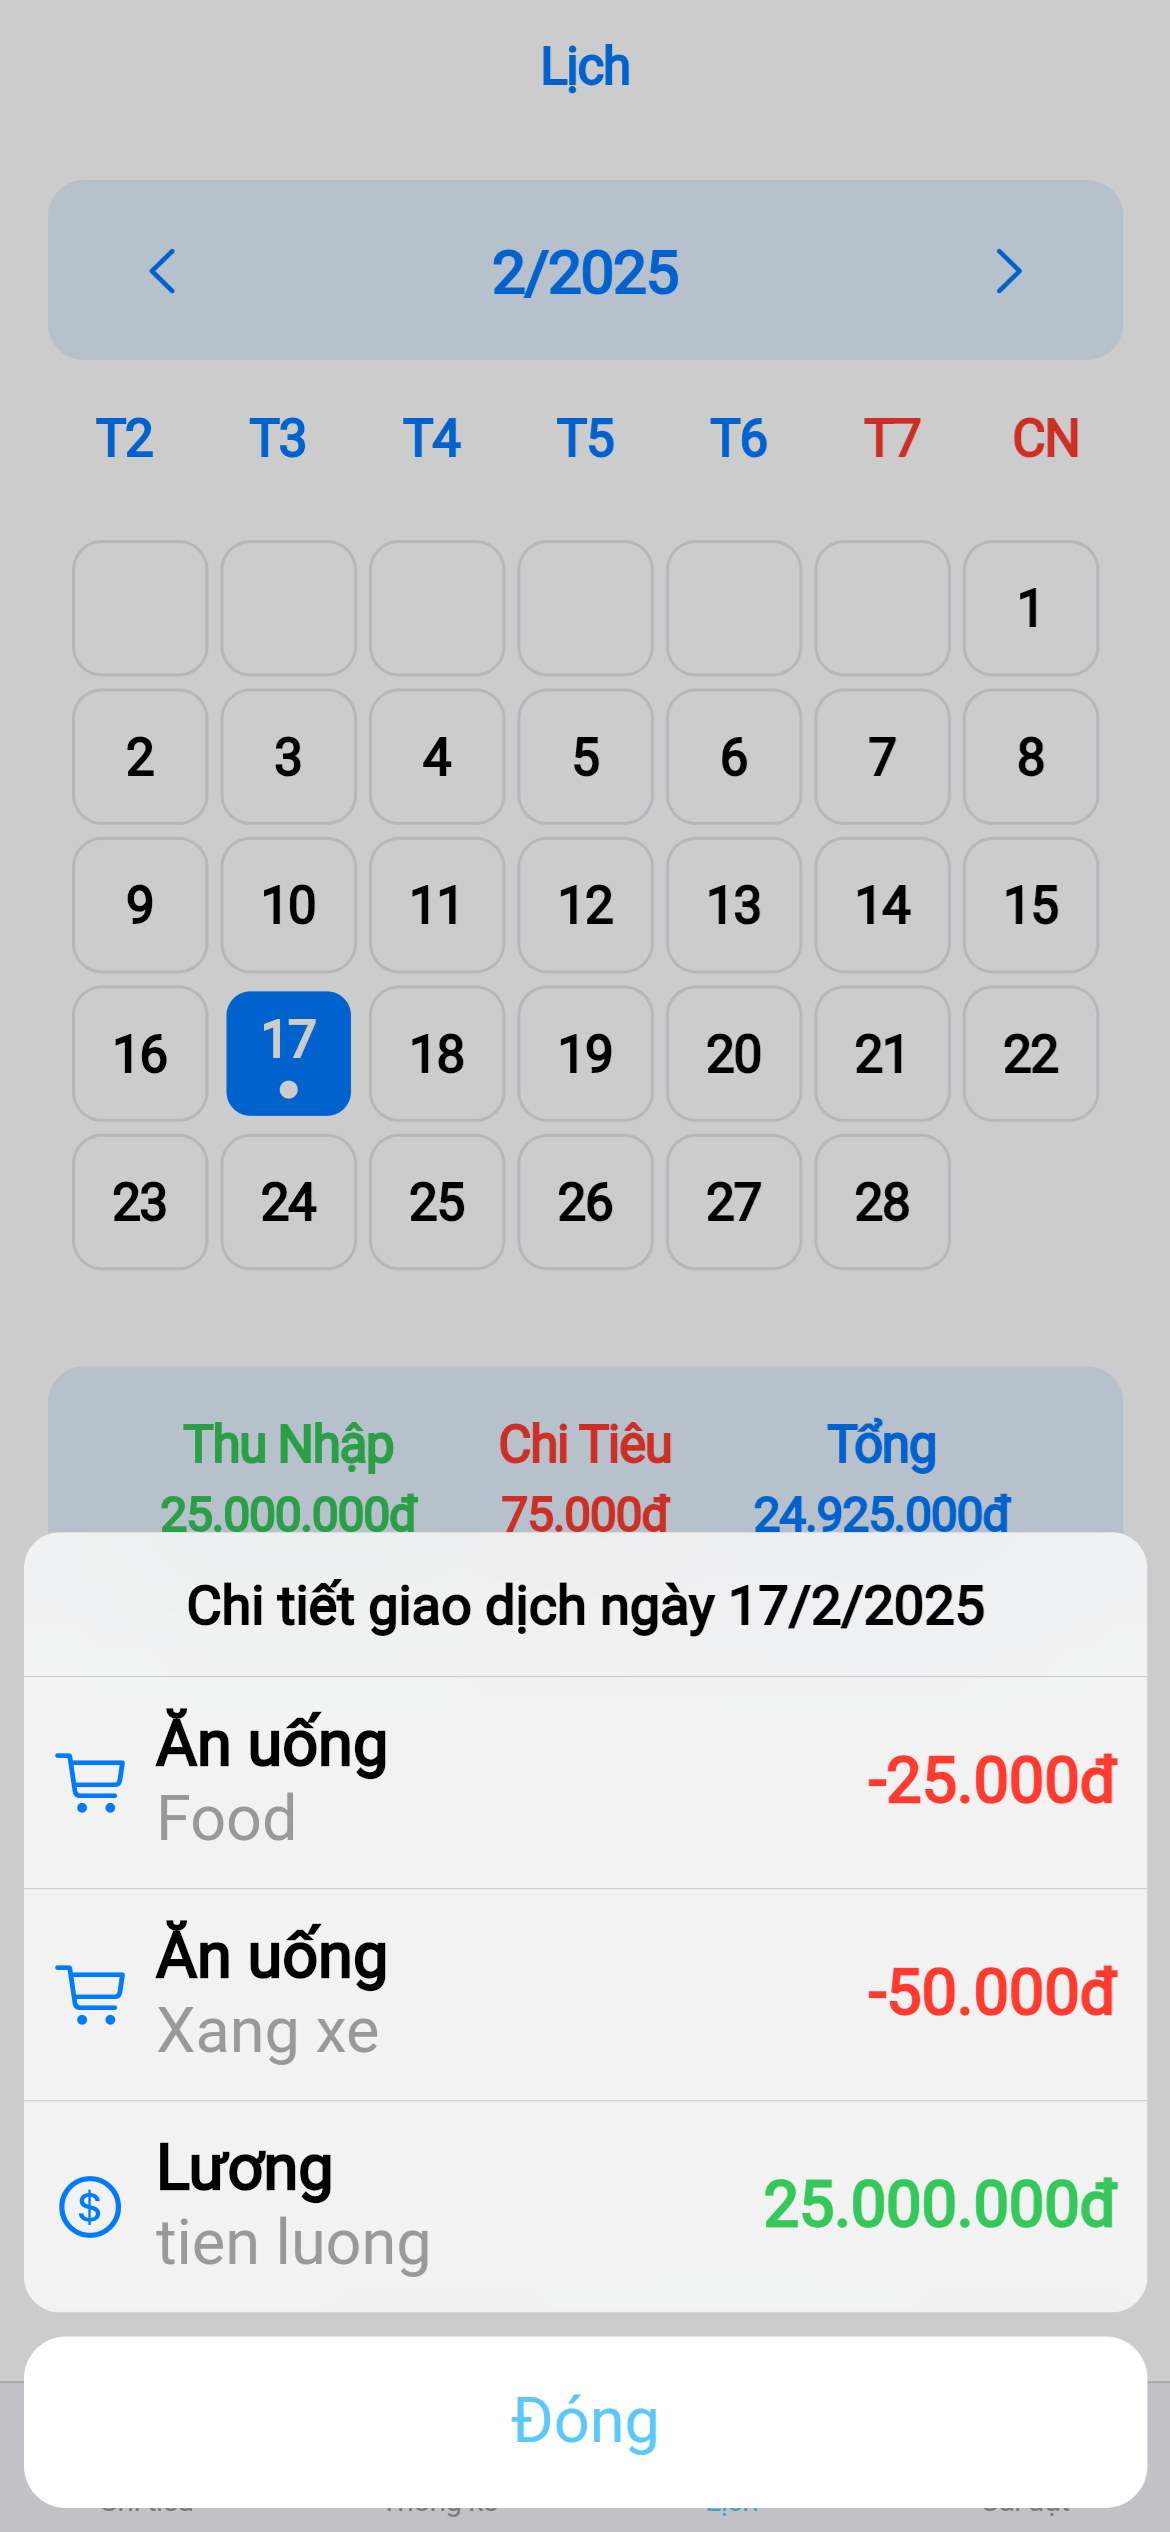 Lịch
2/2025
T2 T3 T4 T5 T6 T7 CN
1
2 3 4 5 6 7 8
9 10 11 12 13 14 15
16 17 18 19 20 21 22
23 24 25 26 27 28
Thu Nhập Chi Tiêu Tổng
25.000.000đ 75.000đ 24.925.000đ
Chi tiết giao dịch ngày 17/2/2025
Ăn uống
Food
-25.000đ
Ăn uống
Xang xe
-50.000đ
Lương
tien luong
25.000.000đ
Đóng